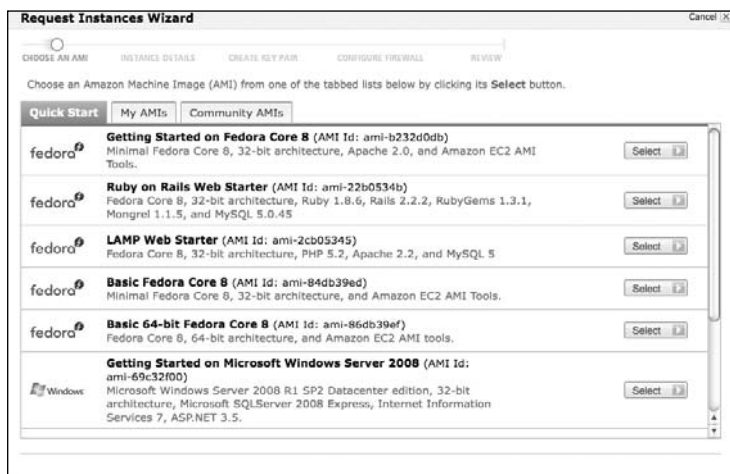 Request Instances Wizard
Cancel
CHOOSE AN AMI INSTANCE DETAILS CREATE KEY PAIR CONFIGURE FIREWALL REVIEW
Choose an Amazon Machine Image (AMI) from one of the tabbed lists below by clicking its Select button.
Quick Start My AMIs Community AMIs
fedora
Getting Started on Fedora Core 8 (AMI Id: ami-b232d0db)
Minimal Fedora Core 8, 32-bit architecture, Apache 2.0, and Amazon EC2 AMI
Tools.
Select
fedora
Ruby on Rails Web Starter (AMI Id: ami-22b0534b)
Fedora Core 8, 32-bit architecture, Ruby 1.8.6, Rails 2.2.2, RubyGems 1.3.1,
Mongrel 1.1.5, and MySQL 5.0.45
Select
fedora
LAMP Web Starter (AMI Id: ami-2cb05345)
Fedora Core 8, 32-bit architecture, PHP 5.2, Apache 2.2, and MySQL 5
Select
fedora
Basic Fedora Core 8 (AMI Id: ami-84db39ed)
Minimal Fedora Core 8, 32-bit architecture, and Amazon EC2 AMI Tools.
Select
fedora
Basic 64-bit Fedora Core 8 (AMI Id: ami-86db39ef)
Fedora Core 8, 64-bit architecture, and Amazon EC2 AMI tools.
Select
Windows
Getting Started on Microsoft Windows Server 2008 (AMI Id:
ami-69c32f00)
Microsoft Windows Server 2008 R1 SP2 Datacenter edition, 32-bit
architecture, Microsoft SQLServer 2008 Express, Internet Information
Services 7, ASP.NET 3.5.
Select